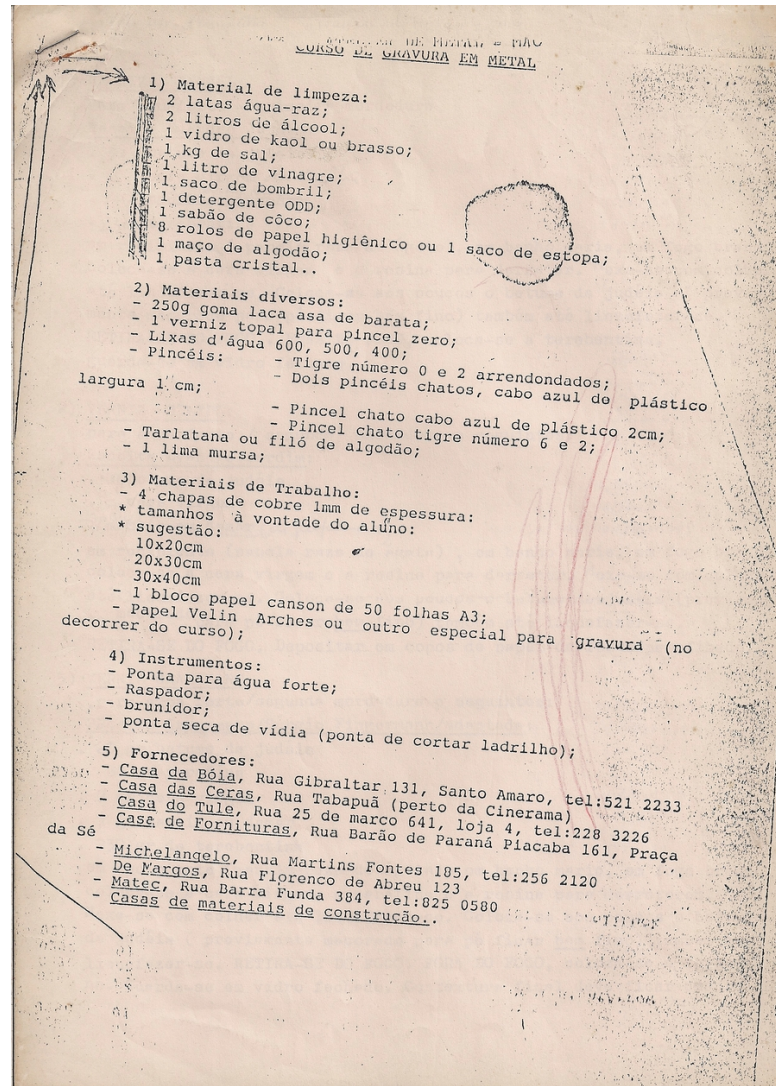 DE METAL - MAC
CURSO DE GRAVURA EM METAL
1) Material de limpeza:
2 latas água-raz;
2 litros de álcool;
1 vidro de kaol ou brasso;
1 kg de sal;
1 litro de vinagre;
1 saco de bombril;
1 detergente ODD;
1 sabão de côco;
8 rolos de papel higiênico ou 1 saco de estopa;
1 maço de algodão;
1 pasta cristal..
2) Materiais diversos:
- 250g goma laca asa de barata;
- 1 verniz topal para pincel zero;
- Lixas d'água 600, 500, 400;
- Pincéis: - Tigre número 0 e 2 arrendondados;
- Dois pincéis chatos, cabo azul de plástico
largura 1 cm;
- Pincel chato cabo azul de plástico 2cm;
- Pincel chato tigre número 6 e 2;
- Tarlatana ou filó de algodão;
- 1 lima mursa;
3) Materiais de Trabalho:
- 4 chapas de cobre 1mm de espessura:
* tamanhos à vontade do aluno:
* sugestão:
10x20cm
20x30cm
30x40cm
- 1 bloco papel canson de 50 folhas A3;
- Papel Velin Arches ou outro especial para gravura (no
decorrer do curso);
4) Instrumentos:
- Ponta para água forte;
- Raspador;
- brunidor;
- ponta seca de vídia (ponta de cortar ladrilho);
5) Fornecedores:
- Casa da Bóia, Rua Gibraltar 131, Santo Amaro, tel:521 2233
- Casa das Ceras, Rua Tabapuã (perto da Cinerama)
- Casa do Tule, Rua 25 de marco 641, loja 4, tel:228 3226
- Casa de Fornituras, Rua Barão de Paraná Piacaba 161, Praça
da Sé
- Michelangelo, Rua Martins Fontes 185, tel:256 2120
- De Margos, Rua Florenco de Abreu 123
- Matec, Rua Barra Funda 384, tel:825 0580
- Casas de materiais de construção..